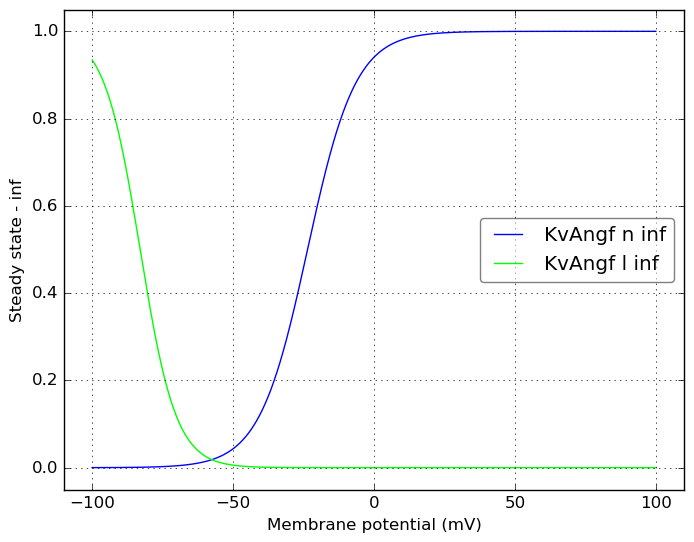 1.0
0.8
0.6
0.4
0.2
0.0
Steady state - inf
KvAngf n inf
KvAngf l inf
−100
−50
0
50
100
Membrane potential (mV)